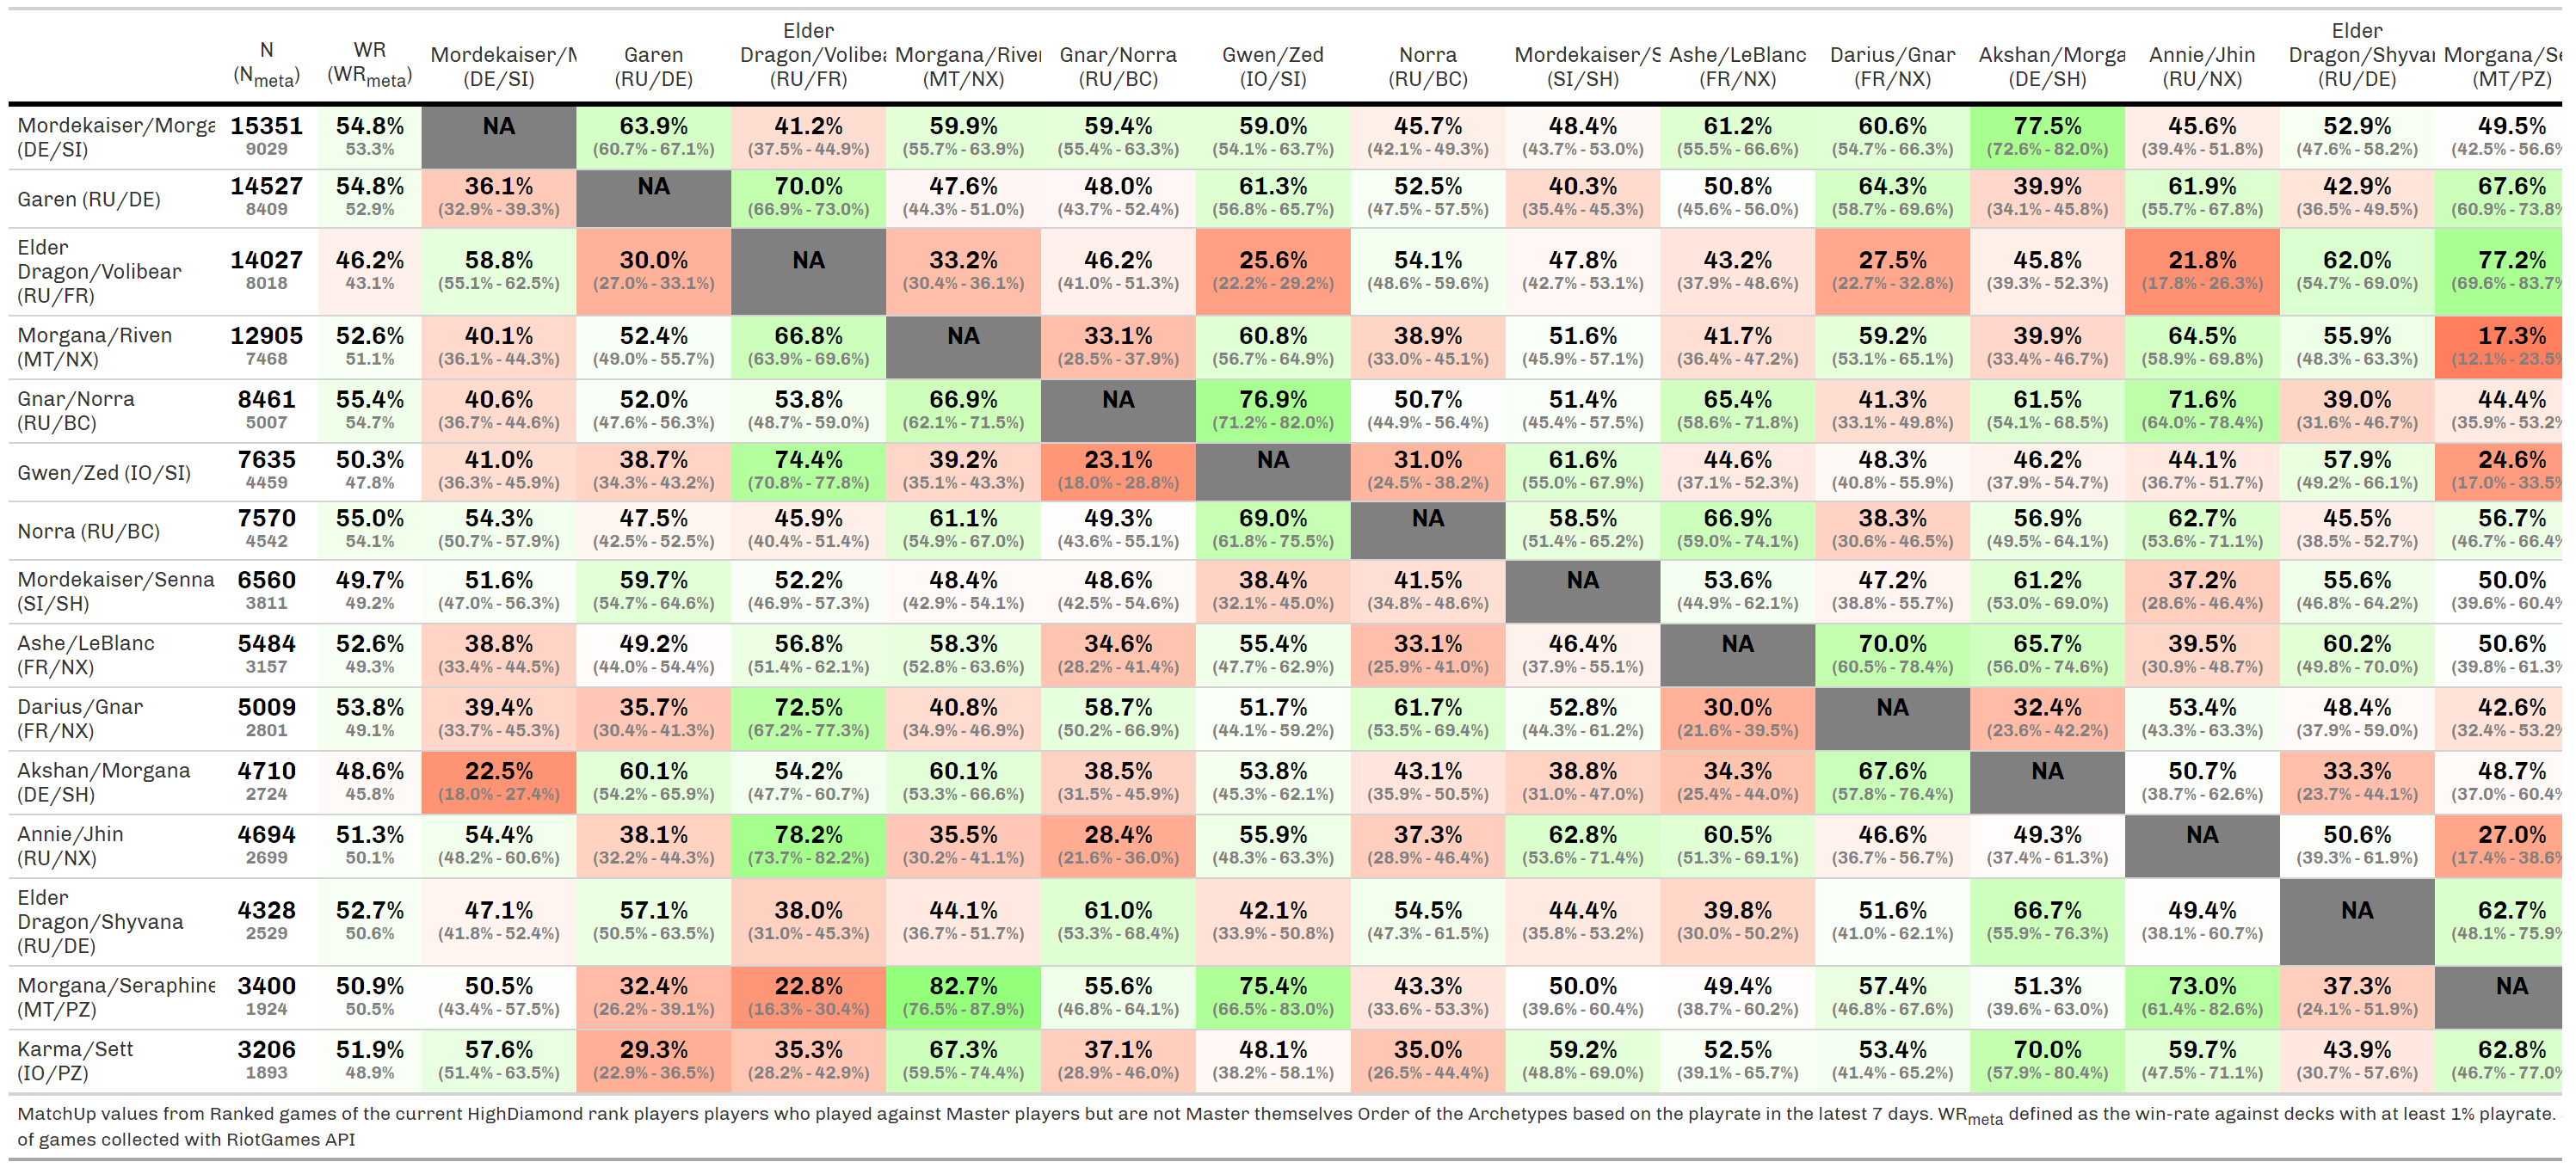 Elder Elder
N WR Mordekaiser/M Garen Dragon/Volibea Morgana/River Gnar/Norra Gwen/Zed Norra Mordekaiser/S Ashe/LeBlanc Darius/Gnar Akshan/Morga Annie/Jhin Dragon/Shyvar Morgana/Se
(Nmeta) (WRmeta) (DE/SI) (RU/DE) (RU/FR) (MT/NX) (RU/BC) (IO/SI) (RU/BC) (SI/SH) (FR/NX) (FR/NX) (DE/SH) (RU/NX) (RU/DE) (MT/PZ)
Mordekaiser/Morga 15351 54.8% NA 63.9% 41.2% 59.9% 59.4% 59.0% 45.7% 48.4% 61.2% 60.6% 77.5% 45.6% 52.9% 49.5%
(DE/SI) 9029 53.3% (60.7% - 67.1%) (37.5% - 44.9%) (55.7% - 63.9%) (55.4% - 63.3%) (54.1% - 63.7%) (42.1% - 49.3%) (43.7% - 53.0%) (55.5% - 66.6%) (54.7% - 66.3%) (72.6% - 82.0%) (39.4% - 51.8%) (47.6% - 58.2%) (42.5% - 56.6%
Garen (RU/DE) 14527 54.8% 36.1% NA 70.0% 47.6% 48.0% 61.3% 52.5% 40.3% 50.8% 64.3% 39.9% 61.9% 42.9% 67.6%
8409 52.9% (32.9% - 39.3%) (66.9% - 73.0%) (44.3% - 51.0%) (43.7% - 52.4%) (56.8% - 65.7%) (47.5% - 57.5%) (35.4% - 45.3%) (45.6% - 56.0%) (58.7% - 69.6%) (34.1% - 45.8%) (55.7% - 67.8%) (36.5% - 49.5%) (60.9% - 73.8%
Elder
Dragon/Volibear 14027 46.2% 58.8% 30.0% NA 33.2% 46.2% 25.6% 54.1% 47.8% 43.2% 27.5% 45.8% 21.8% 62.0% 77.2%
(RU/FR) 8018 43.1% (55.1% - 62.5%) (27.0% - 33.1%) (30.4% - 36.1%) (41.0% - 51.3%) (22.2% - 29.2%) (48.6% - 59.6%) (42.7% - 53.1%) (37.9% - 48.6%) (22.7% - 32.8%) (39.3% - 52.3%) (17.8% - 26.3%) (54.7% - 69.0%) (69.6% - 83.7%
Morgana/Riven 12905 52.6% 40.1% 52.4% 66.8% NA 33.1% 60.8% 38.9% 51.6% 41.7% 59.2% 39.9% 64.5% 55.9% 17.3%
(MT/NX) 7468 51.1% (36.1% - 44.3%) (49.0% - 55.7%) (63.9% - 69.6%) (28.5% - 37.9%) (56.7% - 64.9%) (33.0% - 45.1%) (45.9% - 57.1%) (36.4% - 47.2%) (53.1% - 65.1%) (33.4% - 46.7%) (58.9% - 69.8%) (48.3% - 63.3%) (12.1% - 23.5%
Gnar/Norra 8461 55.4% 40.6% 52.0% 53.8% 66.9% NA 76.9% 50.7% 51.4% 65.4% 41.3% 61.5% 71.6% 39.0% 44.4%
(RU/BC) 5007 54.7% (36.7% - 44.6%) (47.6% - 56.3%) (48.7% - 59.0%) (62.1% - 71.5%) (71.2% - 82.0%) (44.9% - 56.4%) (45.4% - 57.5%) (58.6% - 71.8%) (33.1% - 49.8%) (54.1% - 68.5%) (64.0% - 78.4%) (31.6% - 46.7%) (35.9% - 53.2%
Gwen/Zed (IO/SI) 7635 50.3% 41.0% 38.7% 74.4% 39.2% 23.1% NA 31.0% 61.6% 44.6% 48.3% 46.2% 44.1% 57.9% 24.6%
4459 47.8% (36.3% - 45.9%) (34.3% - 43.2%) (70.8% - 77.8%) (35.1% - 43.3%) (18.0% - 28.8%) (24.5% - 38.2%) (55.0% - 67.9%) (37.1% - 52.3%) (40.8% - 55.9%) (37.9% - 54.7%) (36.7% - 51.7%) (49.2% - 66.1%) (17.0% - 33.5%
Norra (RU/BC) 7570 55.0% 54.3% 47.5% 45.9% 61.1% 49.3% 69.0% NA 58.5% 66.9% 38.3% 56.9% 62.7% 45.5% 56.7%
4542 54.1% (50.7% - 57.9%) (42.5% - 52.5%) (40.4% - 51.4%) (54.9% - 67.0%) (43.6% - 55.1%) (61.8% - 75.5%) (51.4% - 65.2%) (59.0% - 74.1%) (30.6% - 46.5%) (49.5% - 64.1%) (53.6% - 71.1%) (38.5% - 52.7%) (46.7% - 66.4%
Mordekaiser/Senna 6560 49.7% 51.6% 59.7% 52.2% 48.4% 48.6% 38.4% 41.5% NA 53.6% 47.2% 61.2% 37.2% 55.6% 50.0%
(SI/SH) 3811 49.2% (47.0% - 56.3%) (54.7% - 64.6%) (46.9% - 57.3%) (42.9% - 54.1%) (42.5% - 54.6%) (32.1% - 45.0%) (34.8% - 48.6%) (44.9% - 62.1%) (38.8% - 55.7%) (53.0% - 69.0%) (28.6% - 46.4%) (46.8% - 64.2%) (39.6% - 60.4%
Ashe/LeBlanc 5484 52.6% 38.8% 49.2% 56.8% 58.3% 34.6% 55.4% 33.1% 46.4% NA 70.0% 65.7% 39.5% 60.2% 50.6%
(FR/NX) 3157 49.3% (33.4% - 44.5%) (44.0% - 54.4%) (51.4% - 62.1%) (52.8% - 63.6%) (28.2% - 41.4%) (47.7% - 62.9%) (25.9% - 41.0%) (37.9% - 55.1%) (60.5% - 78.4%) (56.0% - 74.6%) (30.9% - 48.7%) (49.8% - 70.0%) (39.8% - 61.3%
Darius/Gnar 5009 53.8% 39.4% 35.7% 72.5% 40.8% 58.7% 51.7% 61.7% 52.8% 30.0% NA 32.4% 53.4% 48.4% 42.6%
(FR/NX) 2801 49.1% (33.7% - 45.3%) (30.4% - 41.3%) (67.2% - 77.3%) (34.9% - 46.9%) (50.2% - 66.9%) (44.1% - 59.2%) (53.5% - 69.4%) (44.3% - 61.2%) (21.6% - 39.5%) (23.6% - 42.2%) (43.3% - 63.3%) (37.9% - 59.0%) (32.4% - 53.2%
Akshan/Morgana 4710 48.6% 22.5% 60.1% 54.2% 60.1% 38.5% 53.8% 43.1% 38.8% 34.3% 67.6% NA 50.7% 33.3% 48.7%
(DE/SH) 2724 45.8% (18.0% - 27.4%) (54.2% - 65.9%) (47.7% - 60.7%) (53.3% - 66.6%) (31.5% - 45.9%) (45.3% - 62.1%) (35.9% - 50.5%) (31.0% - 47.0%) (25.4% - 44.0%) (57.8% - 76.4%) (38.7% - 62.6%) (23.7% - 44.1%) (37.0% - 60.4%
Annie/Jhin 4694 51.3% 54.4% 38.1% 78.2% 35.5% 28.4% 55.9% 37.3% 62.8% 60.5% 46.6% 49.3% NA 50.6% 27.0%
(RU/NX) 2699 50.1% (48.2% - 60.6%) (32.2% - 44.3%) (73.7% - 82.2%) (30.2% - 41.1%) (21.6% - 36.0%) (48.3% - 63.3%) (28.9% - 46.4%) (53.6% - 71.4%) (51.3% - 69.1%) (36.7% - 56.7%) (37.4% - 61.3%) (39.3% - 61.9%) (17.4% - 38.6%
Elder
Dragon/Shyvana 4328 52.7% 47.1% 57.1% 38.0% 44.1% 61.0% 42.1% 54.5% 44.4% 39.8% 51.6% 66.7% 49.4% NA 62.7%
(RU/DE) 2529 50.6% (41.8% - 52.4%) (50.5% - 63.5%) (31.0% - 45.3%) (36.7% - 51.7%) (53.3% - 68.4%) (33.9% - 50.8%) (47.3% - 61.5%) (35.8% - 53.2%) (30.0% - 50.2%) (41.0% - 62.1%) (55.9% - 76.3%) (38.1% - 60.7%) (48.1% - 75.9%
Morgana/Seraphine 3400 50.9% 50.5% 32.4% 22.8% 82.7% 55.6% 75.4% 43.3% 50.0% 49.4% 57.4% 51.3% 73.0% 37.3% NA
(MT/PZ) 1924 50.5% (43.4% - 57.5%) (26.2% - 39.1%) (16.3% - 30.4%) (76.5% - 87.9%) (46.8% - 64.1%) (66.5% - 83.0%) (33.6% - 53.3%) (39.6% - 60.4%) (38.7% - 60.2%) (46.8% - 67.6%) (39.6% - 63.0%) (61.4% - 82.6%) (24.1% - 51.9%)
Karma/Sett 3206 51.9% 57.6% 29.3% 35.3% 67.3% 37.1% 48.1% 35.0% 59.2% 52.5% 53.4% 70.0% 59.7% 43.9% 62.8%
(IO/PZ) 1893 48.9% (51.4% - 63.5%) (22.9% - 36.5%) (28.2% - 42.9%) (59.5% - 74.4%) (28.9% - 46.0%) (38.2% - 58.1%) (26.5% - 44.4%) (48.8% - 69.0%) (39.1% - 65.7%) (41.4% - 65.2%) (57.9% - 80.4%) (47.5% - 71.1%) (30.7% - 57.6%) (46.7% - 77.0%
MatchUp values from Ranked games of the current HighDiamond rank players players who played against Master players but are not Master themselves Order of the Archetypes based on the playrate in the latest 7 days. WRmeta defined as the win-rate against decks with at least 1% playrate.
of games collected with RiotGames API